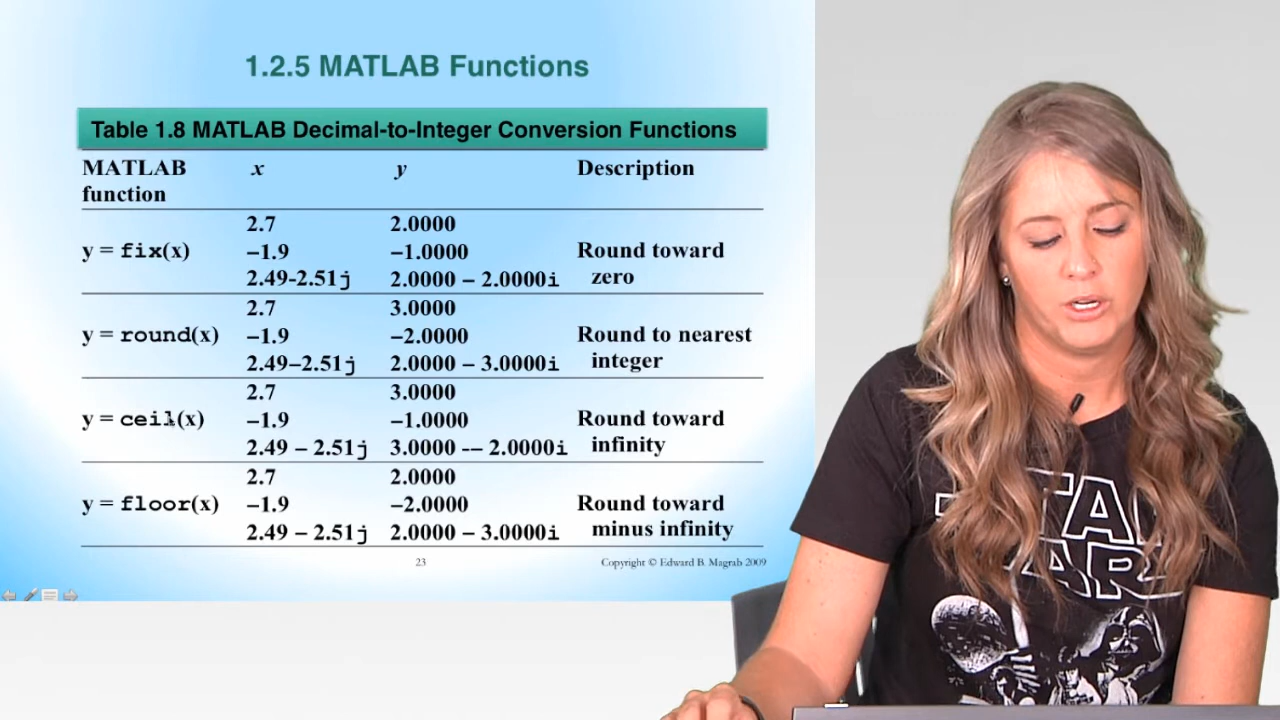 1.2.5 MATLAB Functions
Table 1.8 MATLAB Decimal-to-Integer Conversion Functions
MATLAB function x y Description
y = fix(x)
2.7 2.0000
−1.9 −1.0000
2.49-2.51j 2.0000 − 2.0000i
Round toward
zero
y = round(x)
2.7 3.0000
−1.9 −2.0000
2.49−2.51j 2.0000 − 3.0000i
Round to nearest
integer
y = ceil(x)
2.7 3.0000
−1.9 −1.0000
2.49 − 2.51j 3.0000 -– 2.0000i
Round toward
infinity
y = floor(x)
2.7 2.0000
−1.9 −2.0000
2.49 − 2.51j 2.0000 − 3.0000i
Round toward
minus infinity
23 Copyright © Edward B. Magrab 2009